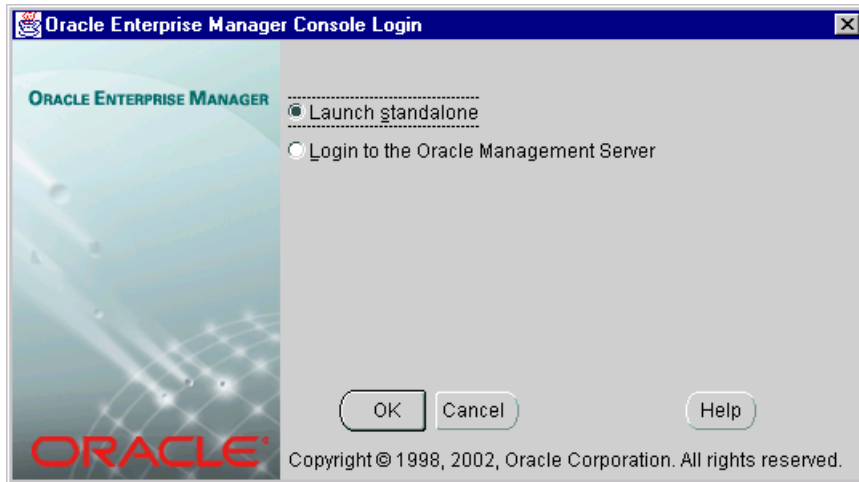 Oracle Enterprise Manager Console Login
ORACLE ENTERPRISE MANAGER
Launch standalone
Login to the Oracle Management Server
OK Cancel Help
ORACLE®
Copyright © 1998, 2002, Oracle Corporation. All rights reserved.